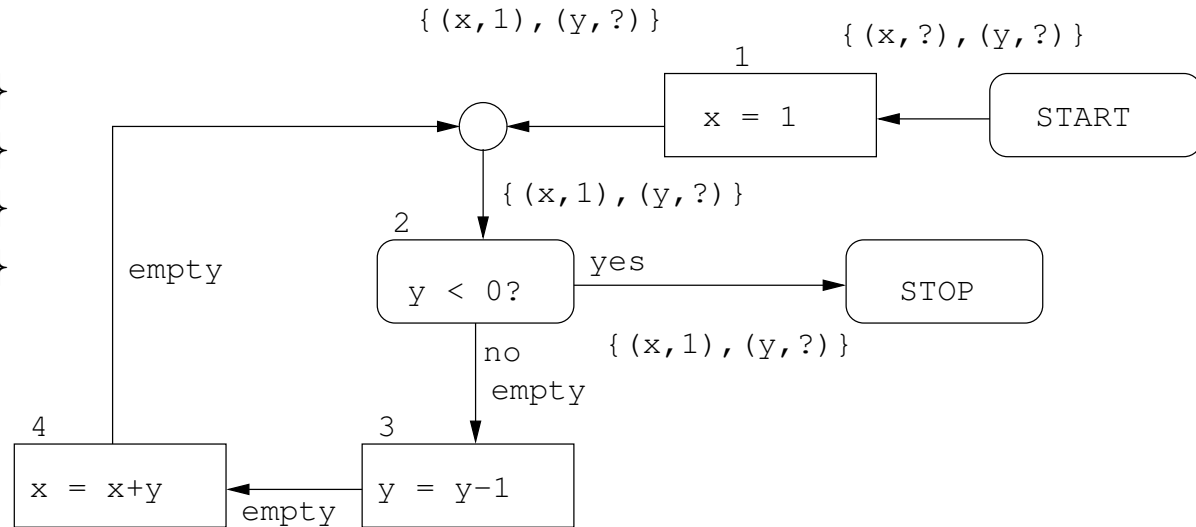 {(x,1),(y,?)}
{(x,?),(y,?)}
1
x = 1
START
{(x,1),(y,?)}
2
empty
yes
y < 0?
STOP
no
{(x,1),(y,?)}
empty
4
3
x = x+y
y = y-1
empty